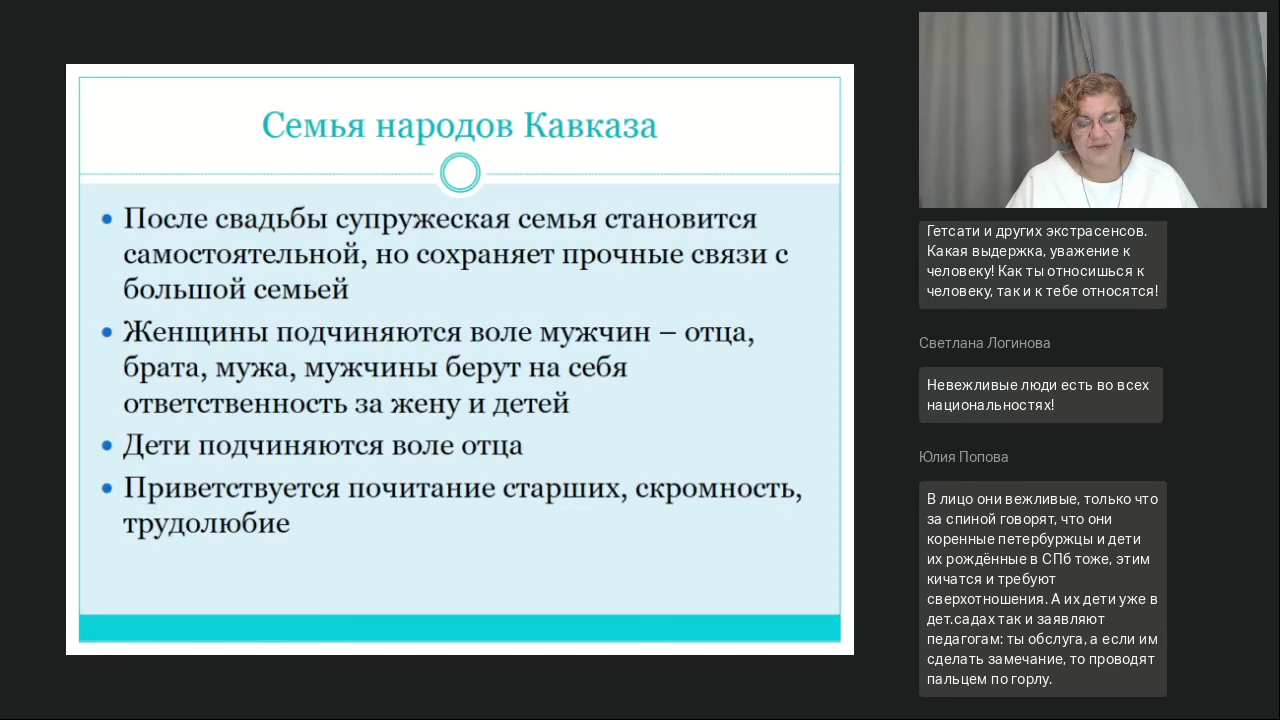 Семья народов Кавказа
• После свадьбы супружеская семья становится
самостоятельной, но сохраняет прочные связи с
большой семьей
• Женщины подчиняются воле мужчин – отца,
брата, мужа, мужчины берут на себя
ответственность за жену и детей
• Дети подчиняются воле отца
• Приветствуется почитание старших, скромность,
трудолюбие
Гетсати и других экстрасенсов.
Какая выдержка, уважение к
человеку! Как ты относишься к
человеку, так и к тебе относятся!
Светлана Логинова
Невежливые люди есть во всех
национальностях!
Юлия Попова
В лицо они вежливые, только что
за спиной говорят, что они
коренные петербуржцы и дети
их рождённые в СПб тоже, этим
кичатся и требуют
сверхотношения. А их дети уже в
дет.садах так и заявляют
педагогам: ты обслуга, а если им
сделать замечание, то проводят
пальцем по горлу.